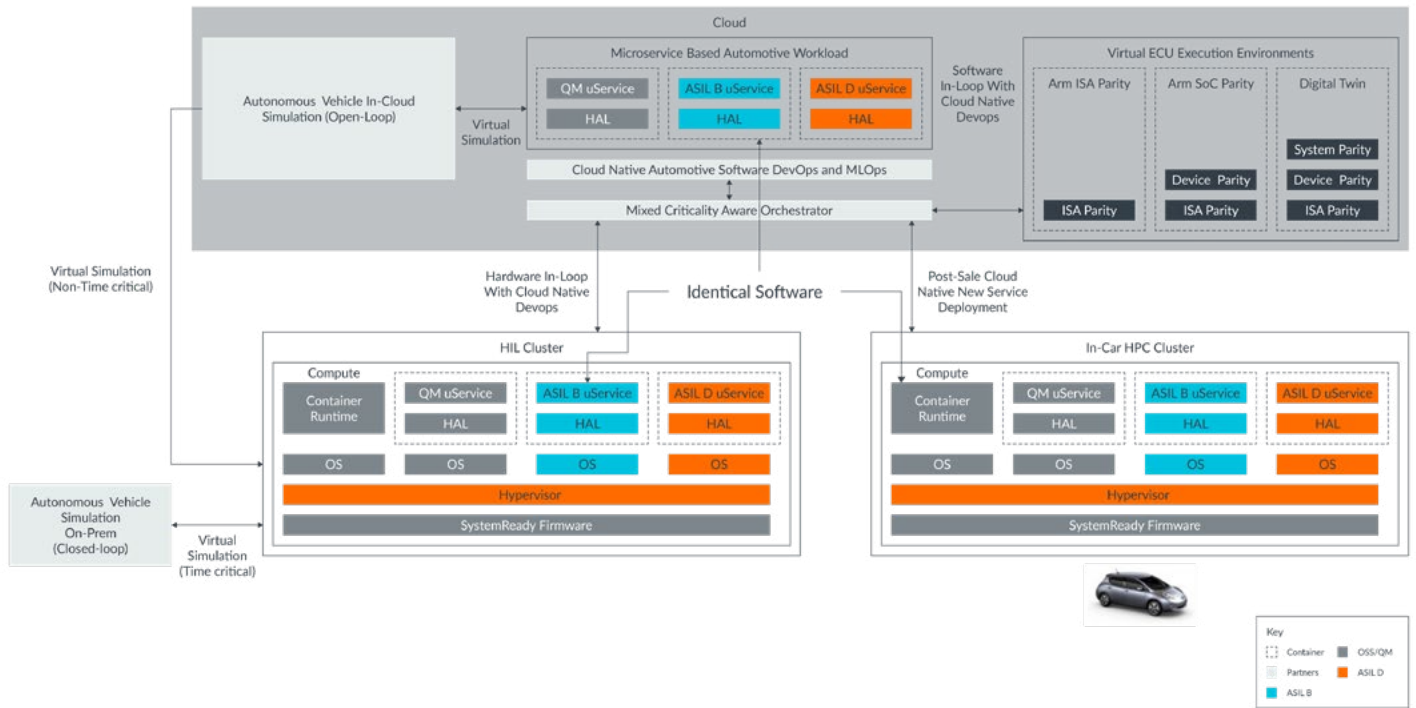 Cloud
Autonomous Vehicle In-Cloud
Simulation (Open-Loop)
Virtual
Simulation
Microservice Based Automotive Workload
QM uService
HAL
ASIL B uService
HAL
ASIL D uService
HAL
Cloud Native Automotive Software DevOps and MLOps
Mixed Criticality Aware Orchestrator
Software
In-Loop With
Cloud Native
Devops
Virtual ECU Execution Environments
Arm ISA Parity
ISA Parity
Arm SoC Parity
Device Parity
ISA Parity
Digital Twin
System Parity
Device Parity
ISA Parity
Virtual Simulation
(Non-Time critical)
Hardware In-Loop
With Cloud Native
Devops
Identical Software
Post-Sale Cloud
Native New Service
Deployment
HIL Cluster
Compute
Container
Runtime
QM uService
HAL
ASIL B uService
HAL
ASIL D uService
HAL
OS
OS
OS
OS
Hypervisor
SystemReady Firmware
In-Car HPC Cluster
Compute
Container
Runtime
QM uService
HAL
ASIL B uService
HAL
ASIL D uService
HAL
OS
OS
OS
OS
Hypervisor
SystemReady Firmware
Autonomous Vehicle
Simulation
On-Prem
(Closed-loop)
Virtual
Simulation
(Time critical)
Key
Container
OSS/QM
Partners
ASIL D
ASIL B